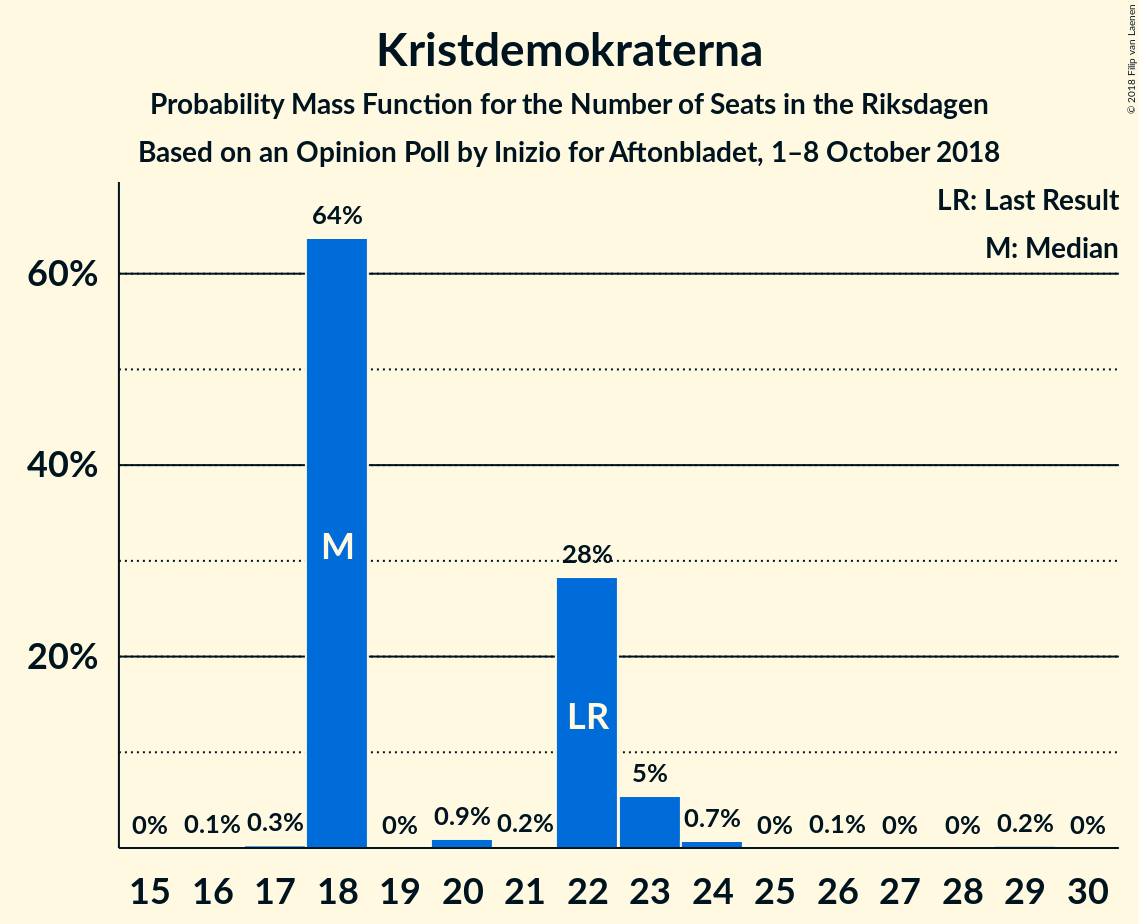 Kristdemokraterna
Probability Mass Function for the Number of Seats in the Riksdagen
Based on an Opinion Poll by Inizio for Aftonbladet, 1–8 October 2018
© 2018 Filip van Laenen
LR: Last Result
M: Median
60%
40%
20%
64%
M
28%
LR
5%
0% 0.1% 0.3% 0% 0.9% 0.2% 0.7% 0% 0.1% 0% 0% 0.2% 0%
15 16 17 18 19 20 21 22 23 24 25 26 27 28 29 30